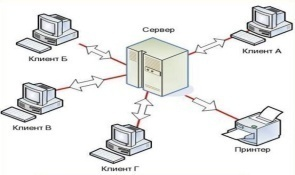 Сервер
Клиент А
Клиент Б
Клиент В
Принтер
Клиент Г